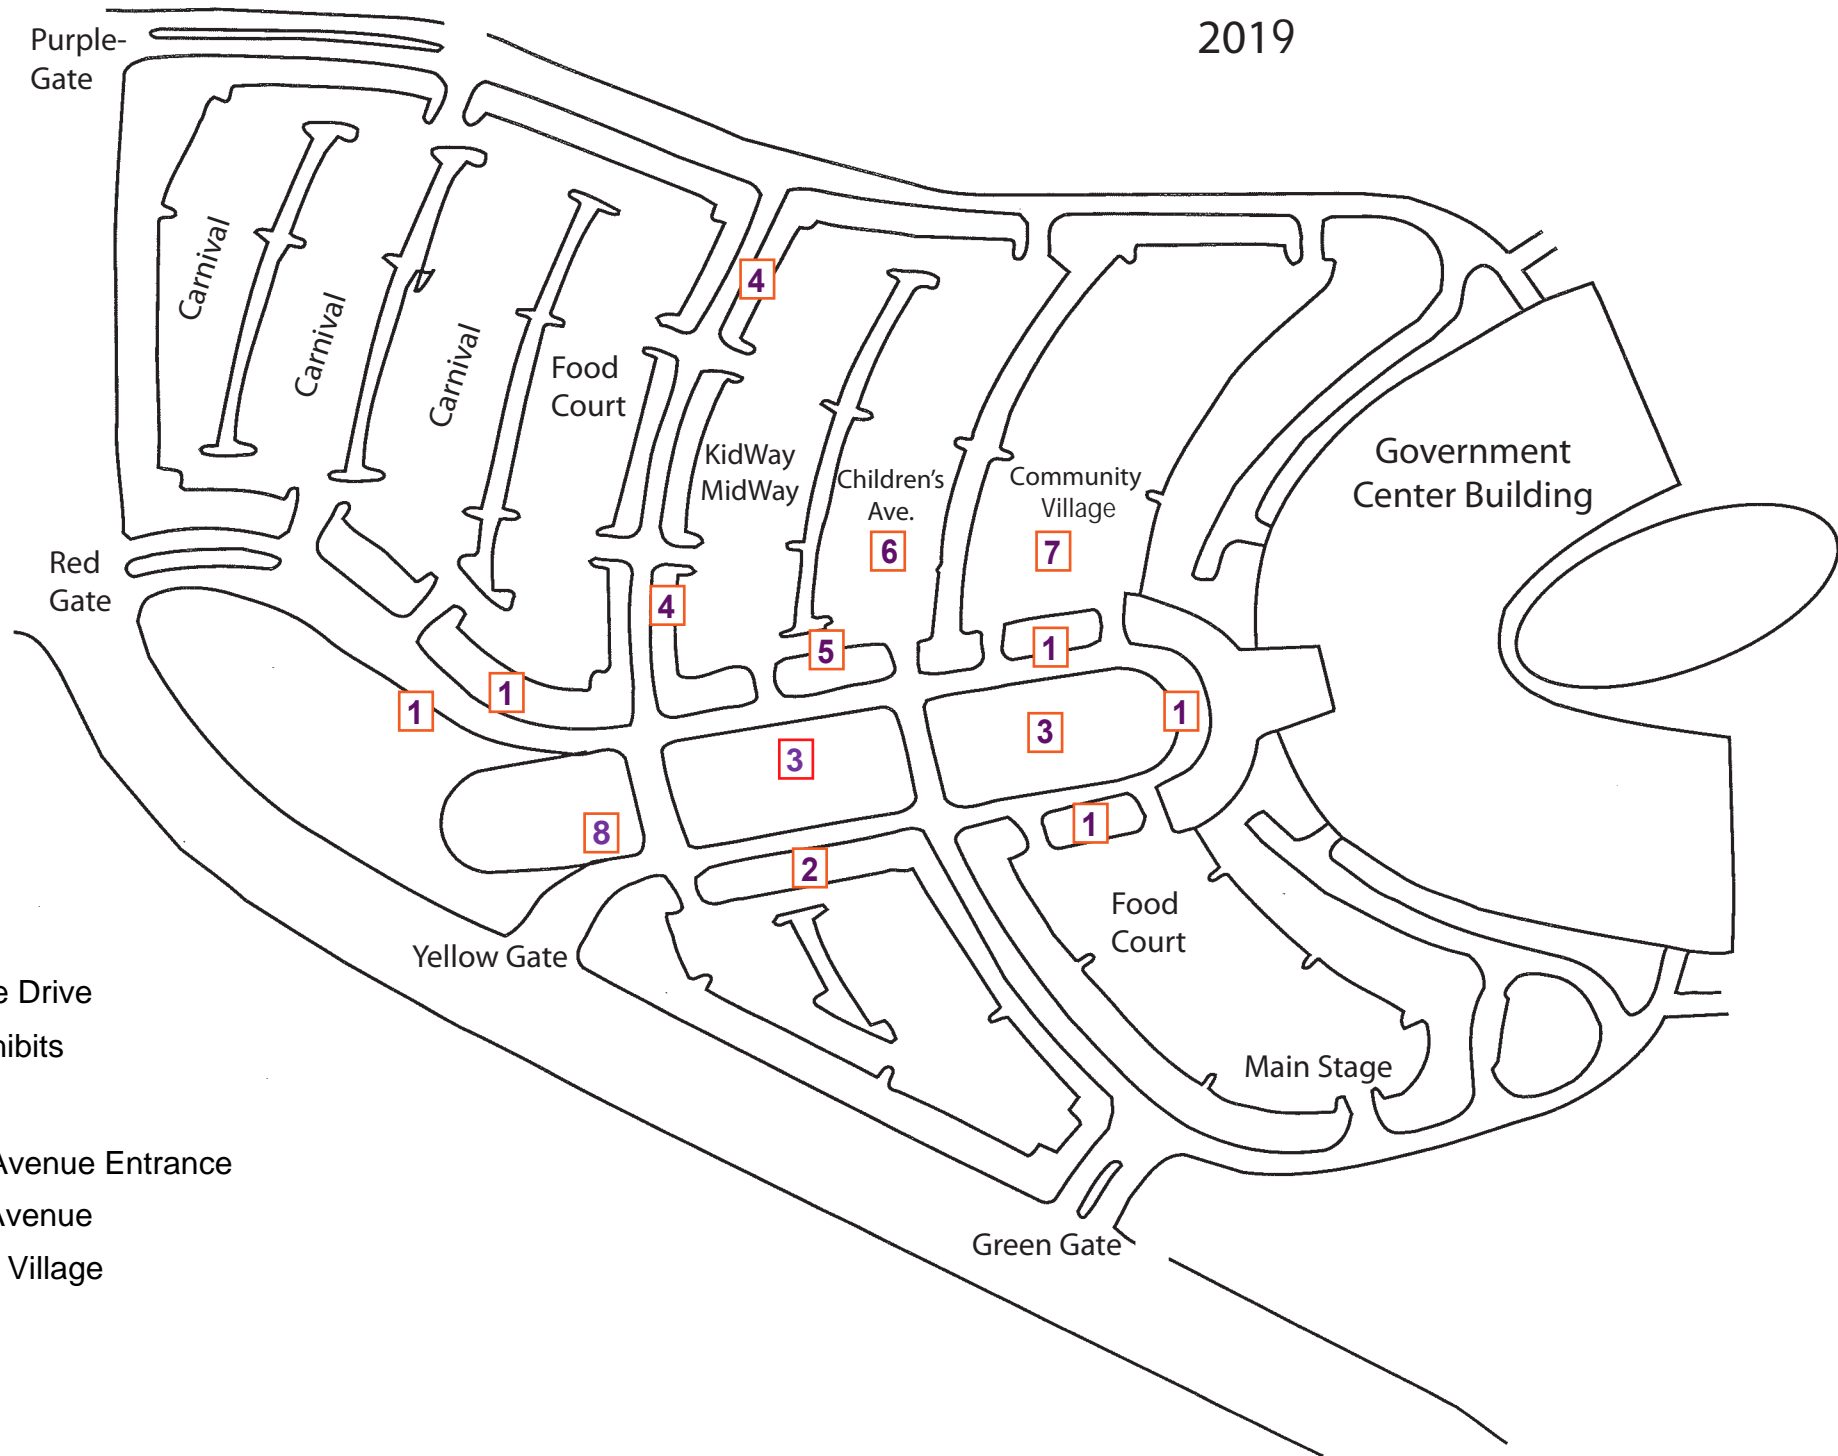 2019
Purple-
Gate
Carnival
Carnival
Carnival
Food
Court
4
KidWay
MidWay
Children's
Ave.
6
Community
Village
7
Government
Center Building
Red
Gate
4
5
1
1
1
1
3
3
8
2
1
Food
Court
Yellow Gate
Main Stage
Green Gate
e Drive
hibits
Avenue Entrance
Avenue
Village